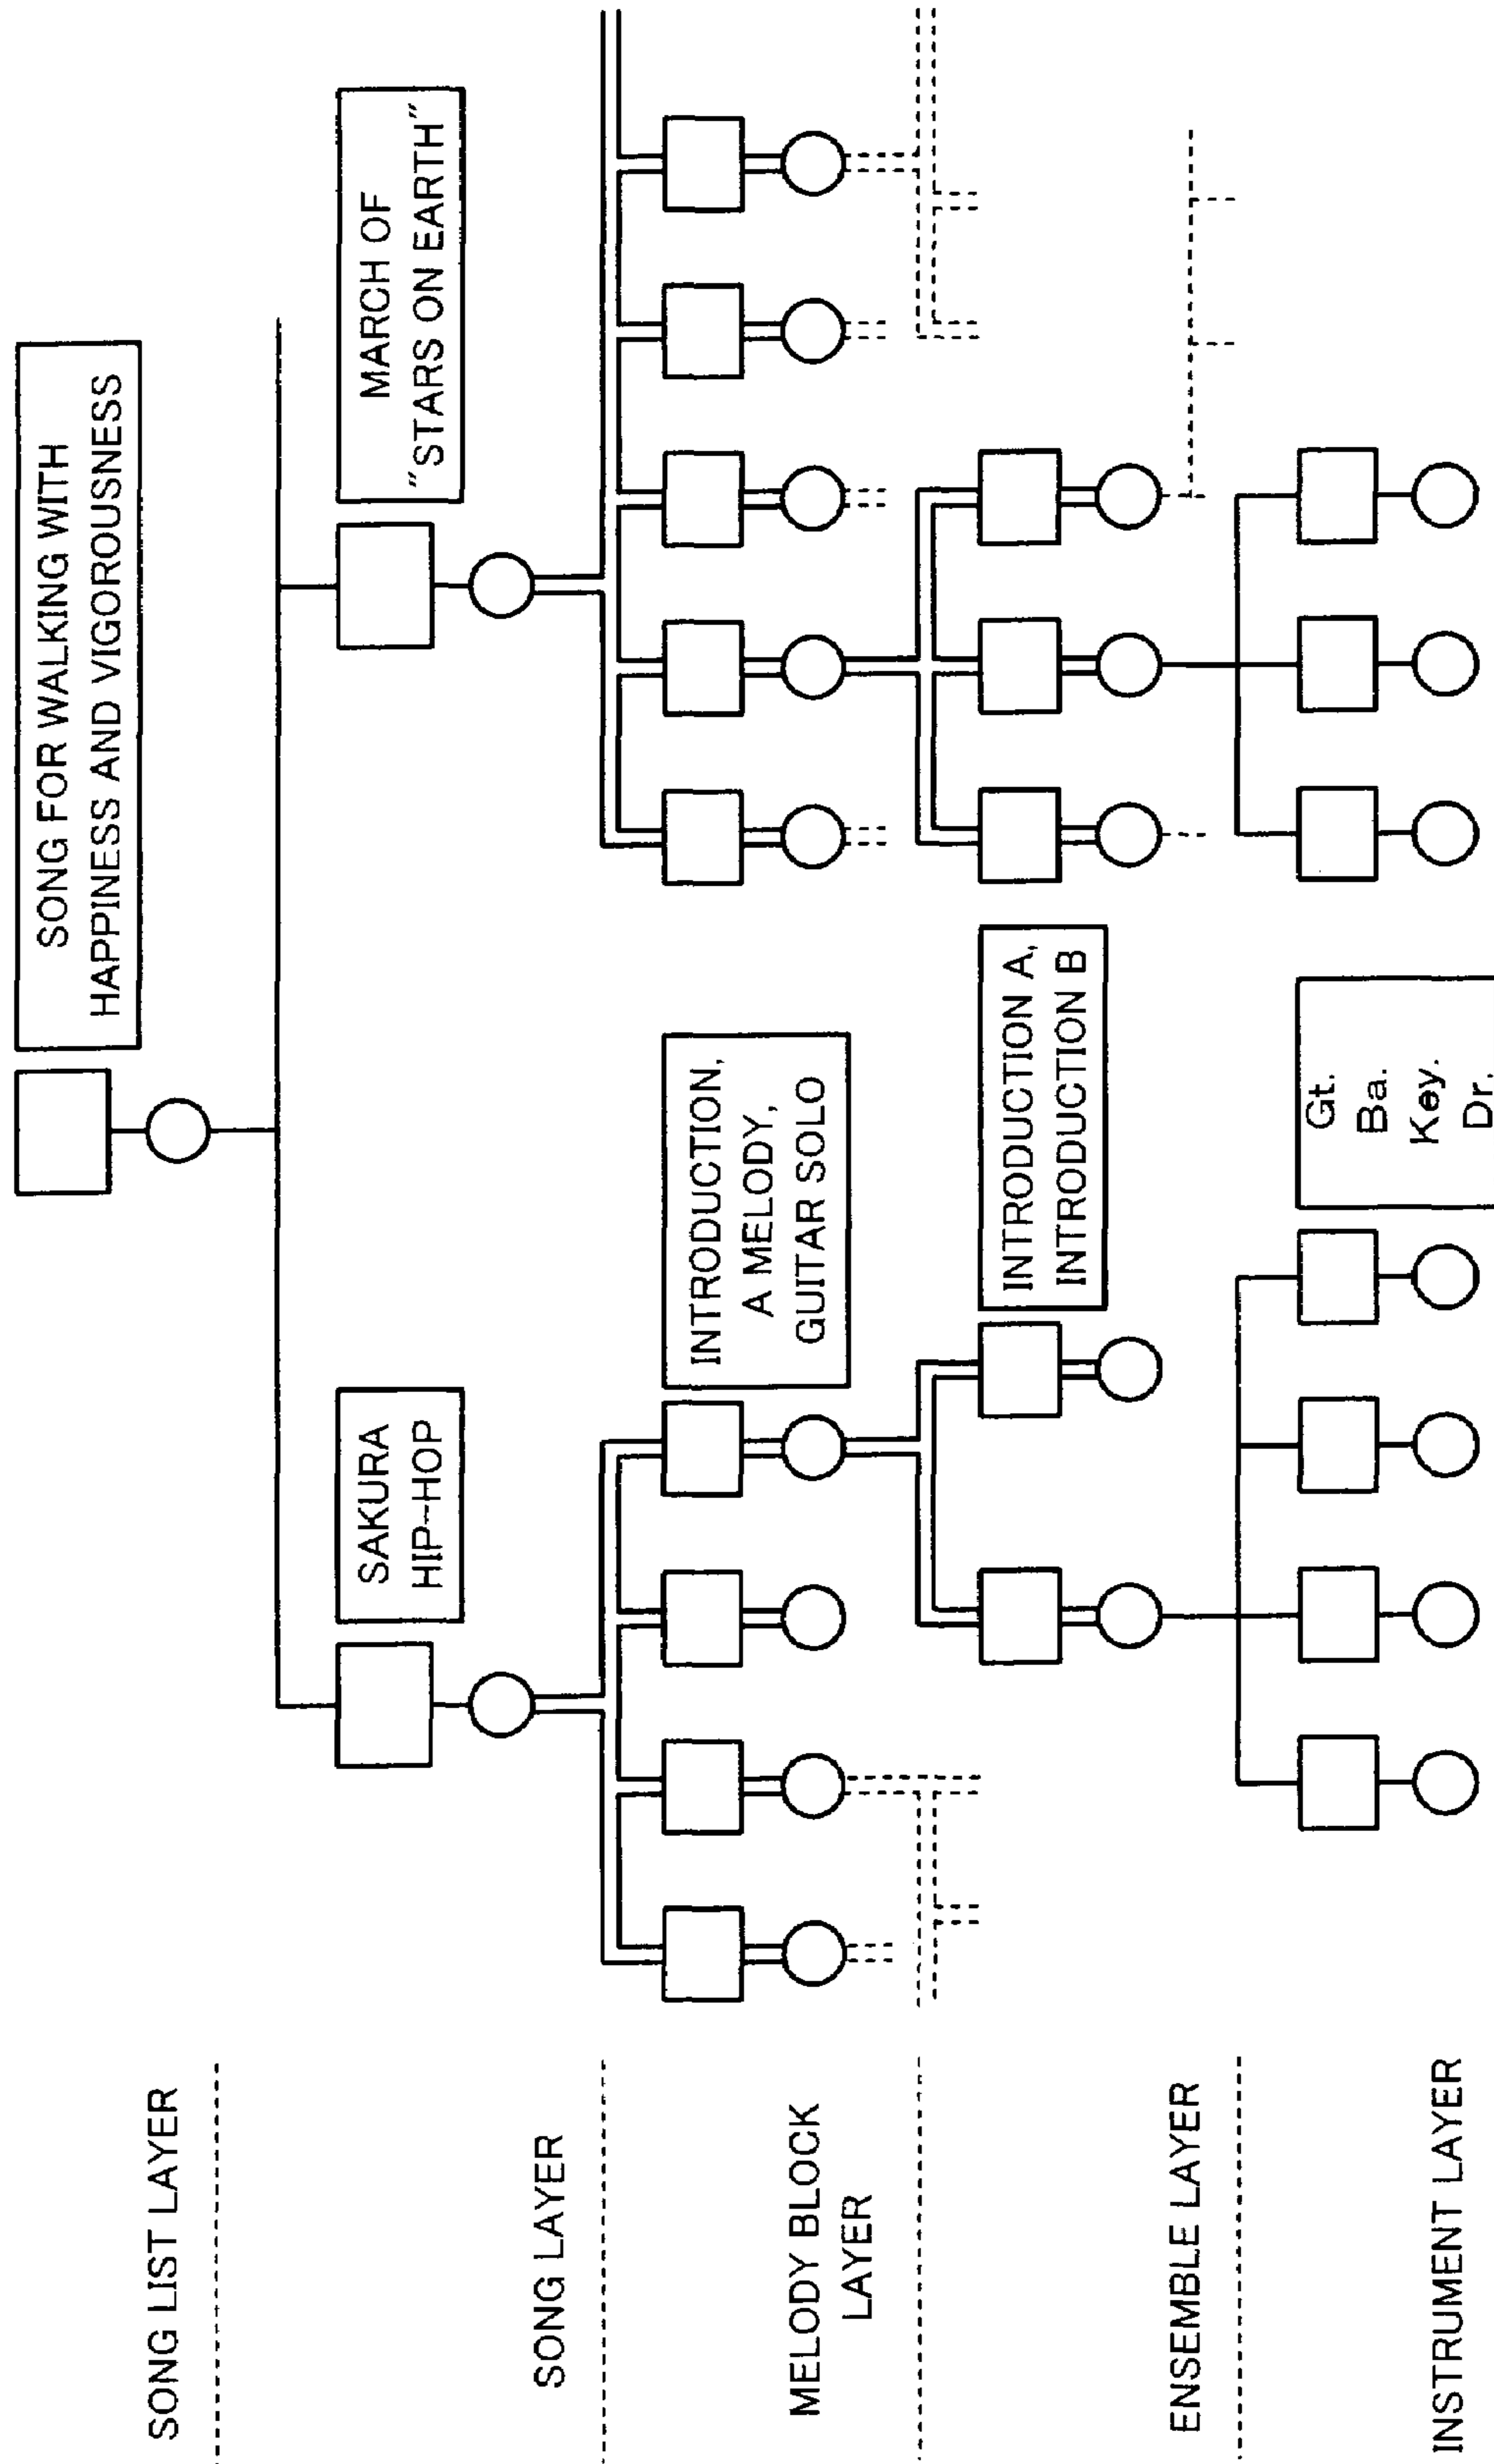 SONG LIST LAYER
SONG FOR WALKING WITH
HAPPINESS AND VIGOROUSNESS
SONG LAYER
SAKURA
HIP-HOP
MARCH OF
"STARS ON EARTH"
MELODY BLOCK
LAYER
INTRODUCTION,
A MELODY,
GUITAR SOLO
ENSEMBLE LAYER
INTRODUCTION A,
INTRODUCTION B
INSTRUMENT LAYER
Gt.
Ba.
Key.
Dr.